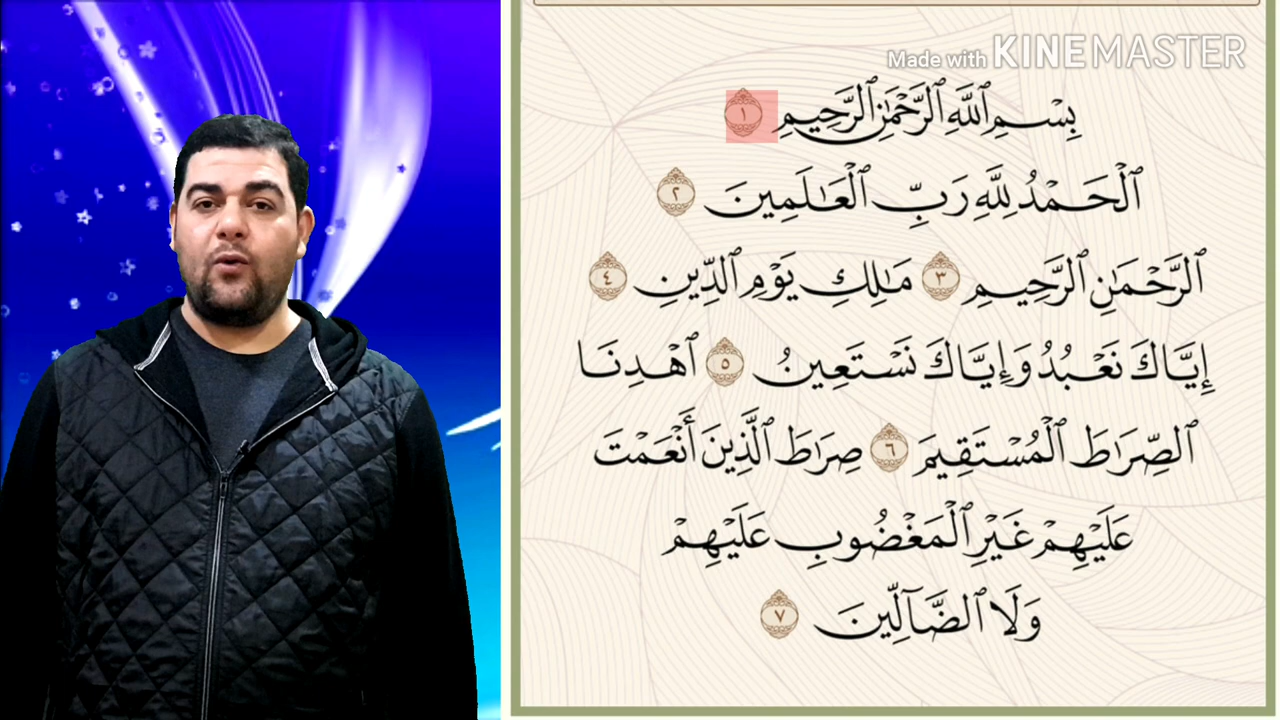 Made with KINEMASTER
بِسْمِ ٱللَّهِ ٱلرَّحْمَٰنِ ٱلرَّحِيمِ ١
ٱلْحَمْدُ لِلَّهِ رَبِّ ٱلْعَٰلَمِينَ ٢
ٱلرَّحْمَٰنِ ٱلرَّحِيمِ ٣ مَٰلِكِ يَوْمِ ٱلدِّينِ ٤
إِيَّاكَ نَعْبُدُ وَإِيَّاكَ نَسْتَعِينُ ٥ ٱهْدِنَا
ٱلصِّرَٰطَ ٱلْمُسْتَقِيمَ ٦ صِرَٰطَ ٱلَّذِينَ أَنْعَمْتَ
عَلَيْهِمْ غَيْرِ ٱلْمَغْضُوبِ عَلَيْهِمْ
وَلَا ٱلضَّآلِّينَ ٧